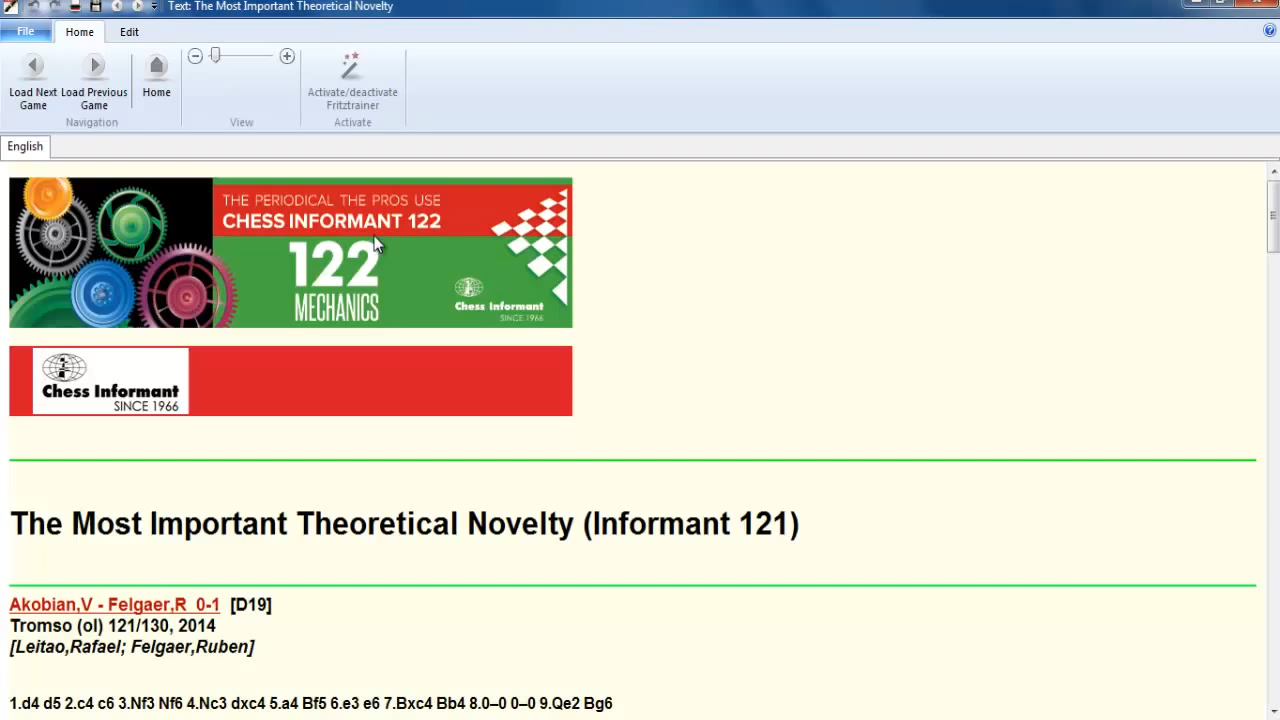 Text: The Most Important Theoretical Novelty
File
Home
Edit
Load Next Game
Load Previous Game
Home
Activate/deactivate Fritztrainer
Navigation
View
Activate
English
THE PERIODICAL THE PROS USE
CHESS INFORMANT 122
122
MECHANICS
Chess Informant
SINCE 1966
Chess Informant
SINCE 1966
The Most Important Theoretical Novelty (Informant 121)
Akobian,V - Felgaer,R 0-1 [D19]
Tromso (ol) 121/130, 2014
[Leitao,Rafael; Felgaer,Ruben]
1.d4 d5 2.c4 c6 3.Nf3 Nf6 4.Nc3 dxc4 5.a4 Bf5 6.e3 e6 7.Bxc4 Bb4 8.0–0 0–0 9.Qe2 Bg6